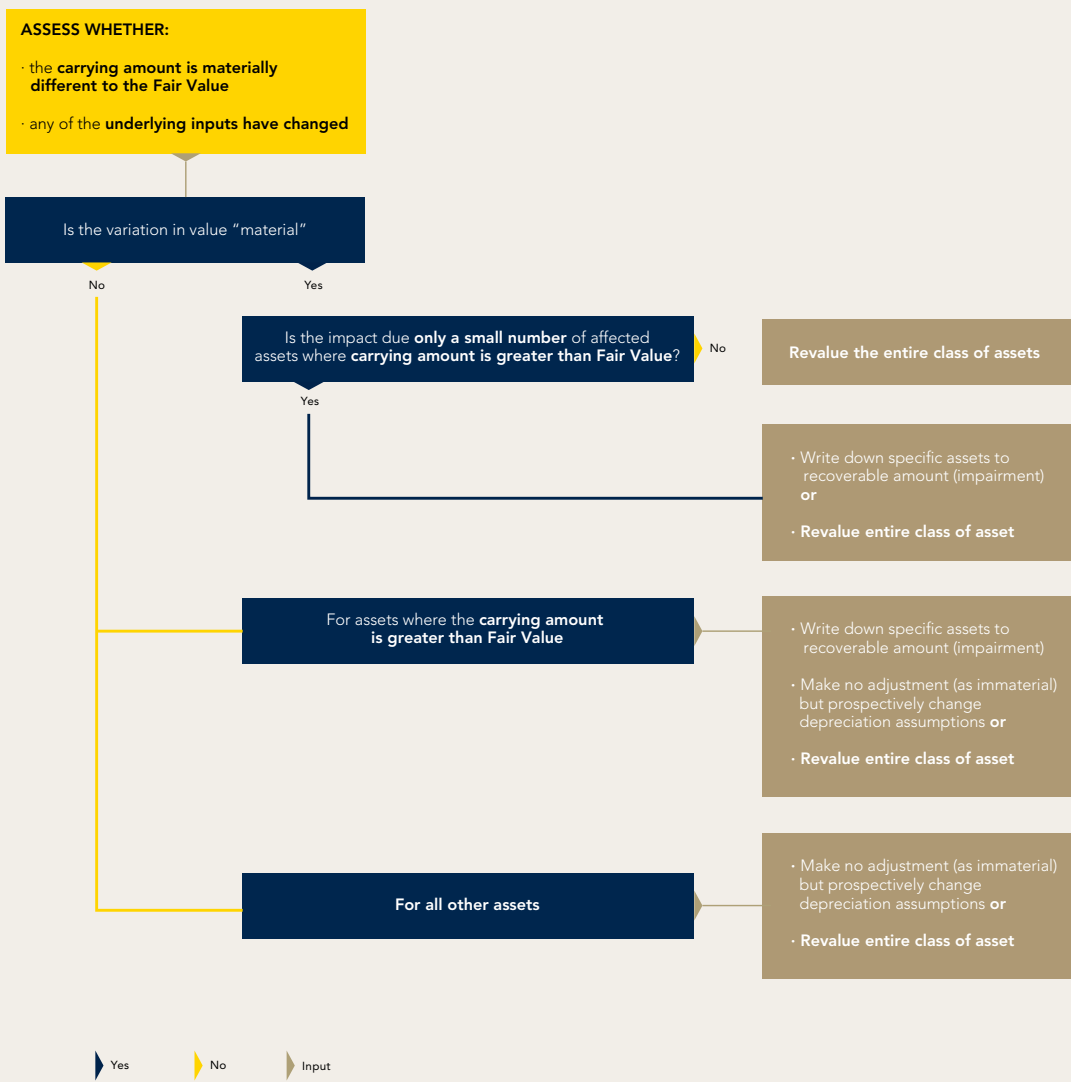 ASSESS WHETHER:
· the carrying amount is materially
different to the Fair Value
· any of the underlying inputs have changed
Is the variation in value “material”
No
Yes
Is the impact due only a small number of affected
assets where carrying amount is greater than Fair Value?
No
Revalue the entire class of assets
Yes
· Write down specific assets to
recoverable amount (impairment)
or
· Revalue entire class of asset
For assets where the carrying amount
is greater than Fair Value
· Write down specific assets to
recoverable amount (impairment)
· Make no adjustment (as immaterial)
but prospectively change
depreciation assumptions or
· Revalue entire class of asset
For all other assets
· Make no adjustment (as immaterial)
but prospectively change
depreciation assumptions or
· Revalue entire class of asset
Yes
No
Input